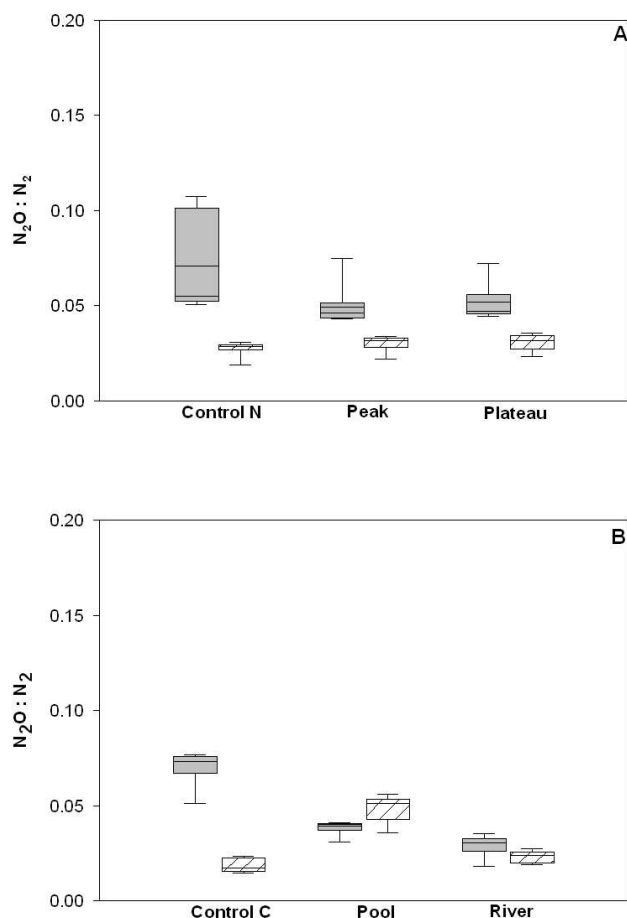 A
0.20
0.15
0.10
0.05
0.00
N₂O : N₂
Control N Peak Plateau
B
0.20
0.15
0.10
0.05
0.00
N₂O : N₂
Control C Pool River